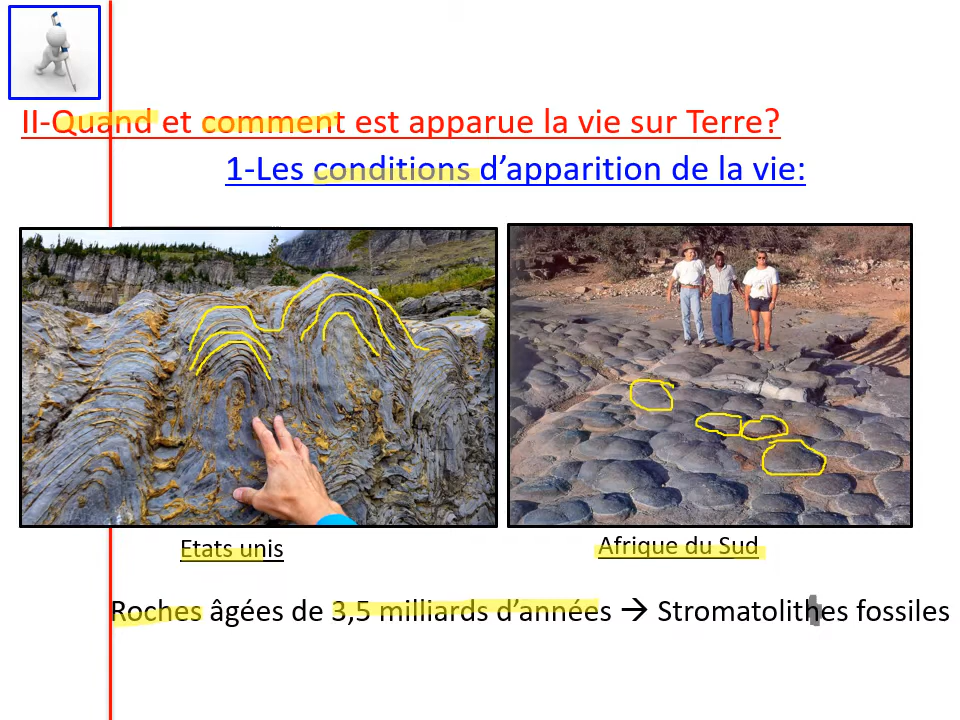 II-Quand et comment est apparue la vie sur Terre?
1-Les conditions d’apparition de la vie:
Etats unis
Afrique du Sud
Roches âgées de 3,5 milliards d’années → Stromatolithes fossiles